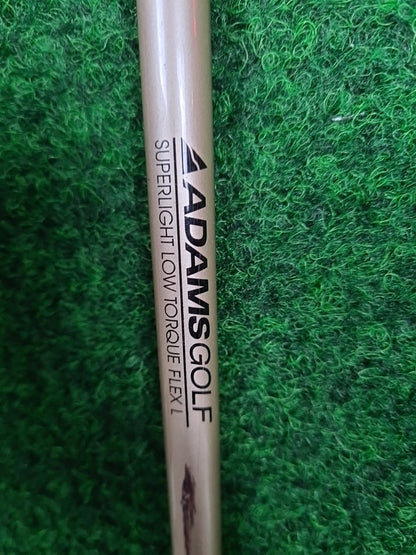 ADAMSGOLF
SUPERLIGHT LOW TORQUE FLEX L